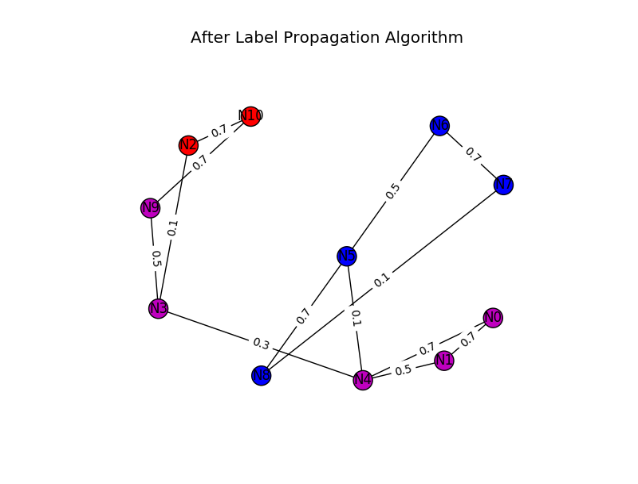 After Label Propagation Algorithm
N10
N6
0.7
N2
0.7
0.7
N7
0.5
N9
0.1
0.5
N5
0.1
N3
0.7
0.1
N0
0.3
0.7
0.7
N1
0.5
N8
N4